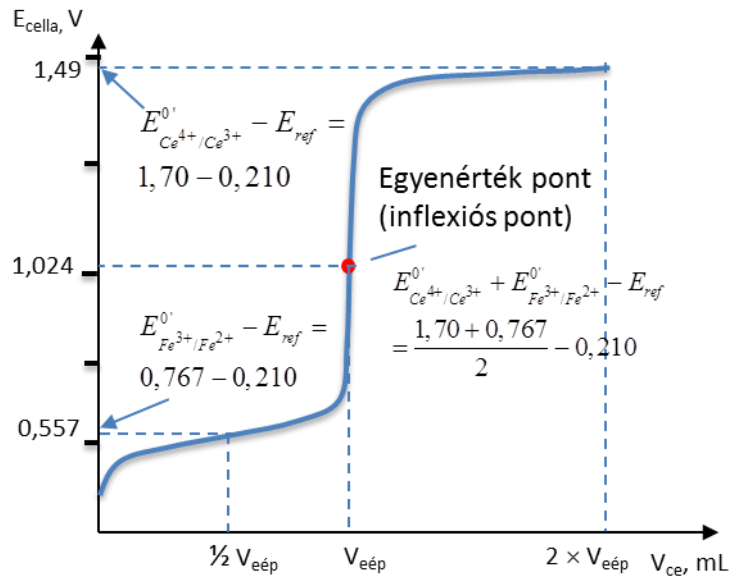 E_cella, V
1,49
E^0'_Ce⁴⁺/Ce³⁺ − E_ref =
1,70 − 0,210
Egyenérték pont
(inflexiós pont)
1,024
E^0'_Ce⁴⁺/Ce³⁺ + E^0'_Fe³⁺/Fe²⁺ − E_ref
= (1,70 + 0,767)/2 − 0,210
E^0'_Fe³⁺/Fe²⁺ − E_ref =
0,767 − 0,210
0,557
½ V_eép
V_eép
2 × V_eép
V_ce, mL